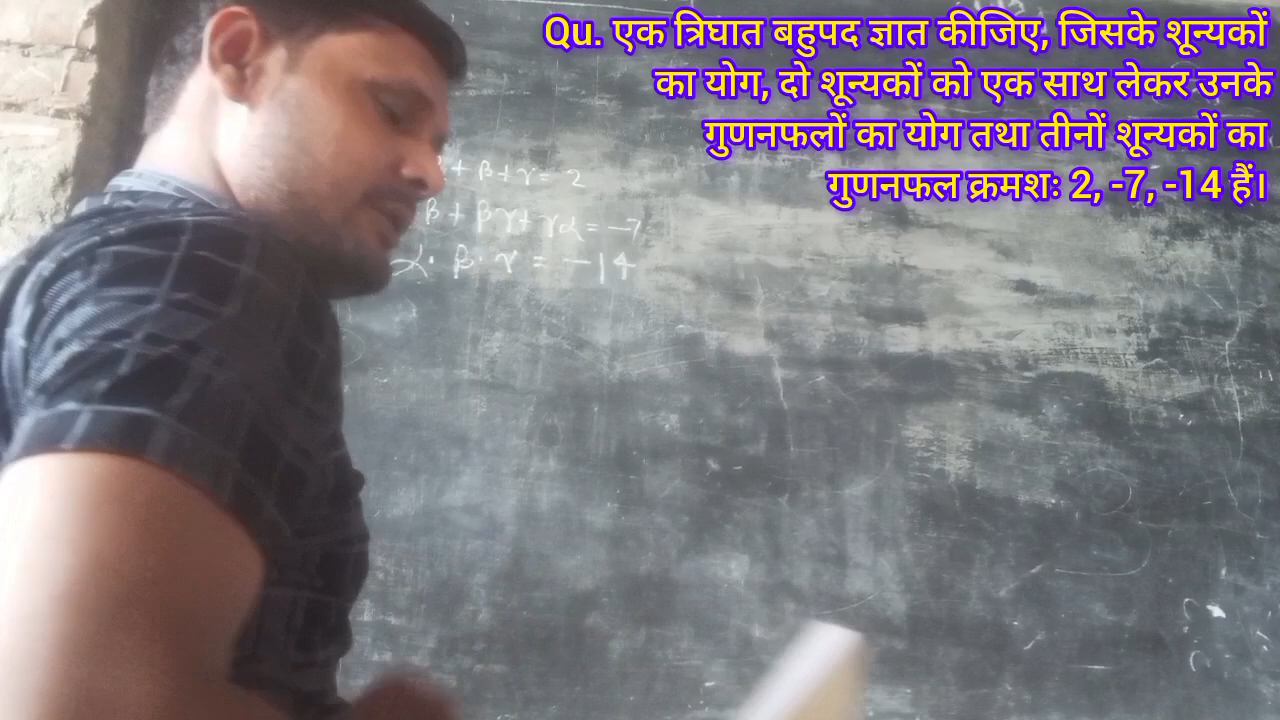 Qu. एक त्रिघात बहुपद ज्ञात कीजिए, जिसके शून्यकों
का योग, दो शून्यकों को एक साथ लेकर उनके
गुणनफलों का योग तथा तीनों शून्यकों का
गुणनफल क्रमशः 2, -7, -14 हैं।
+ β + γ = 2
β + βγ + γα = -7
α · β · γ = -14